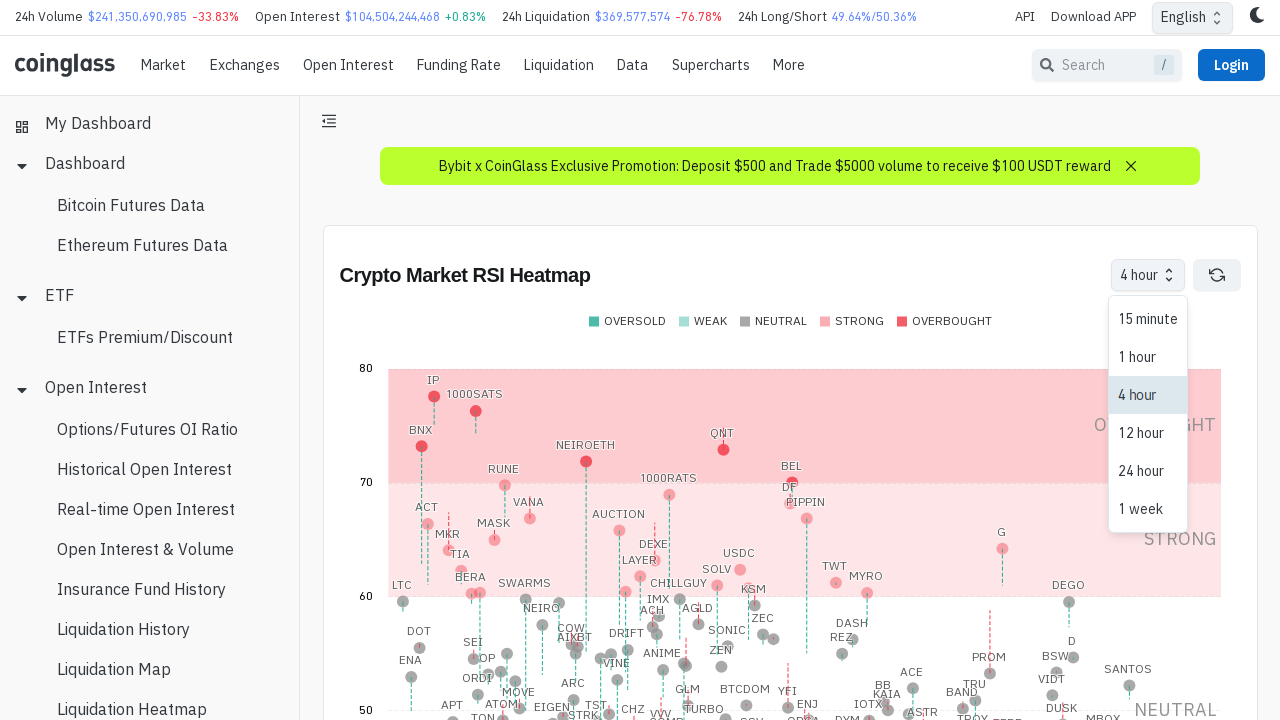 24h Volume $241,350,690,985 -33.83% Open Interest $104,504,244,468 +0.83% 24h Liquidation $369,577,574 -76.78% 24h Long/Short 49.64%/50.36% API Download APP English
coinglass Market Exchanges Open Interest Funding Rate Liquidation Data Supercharts More Search / Login
My Dashboard
Dashboard
Bitcoin Futures Data
Ethereum Futures Data
ETF
ETFs Premium/Discount
Open Interest
Options/Futures OI Ratio
Historical Open Interest
Real-time Open Interest
Open Interest & Volume
Insurance Fund History
Liquidation History
Liquidation Map
Liquidation Heatmap
Bybit x CoinGlass Exclusive Promotion: Deposit $500 and Trade $5000 volume to receive $100 USDT reward
Crypto Market RSI Heatmap
4 hour
15 minute
1 hour
4 hour
12 hour
24 hour
1 week
OVERSOLD WEAK NEUTRAL STRONG OVERBOUGHT
80
IP
1000SATS
BNX
QNT
NEIROETH
RUNE
BEL
70
1000RATS
DF
VANA
PIPPIN
ACT
AUCTION
MASK
MKR
G
STRONG
TIA
DEXE
USDC
LAYER
SOLV
TWT
BERA
MYRO
LTC
SWARMS
CHILLGUY
KSM
DEGO
60
NEIRO
IMX
ACH
AGLD
ZEC
DASH
DOT
COW
DRIFT
SONIC
AIXBT
REZ
SEI
D
ENA
OP
VINE
ANIME
ZEN
PROM
BSW
SANTOS
ORDI
ARC
ACE
VIDT
MOVE
GLM
BTCDOM
YFI
BB
KAIA
TRU
BAND
APT
ATOM
EIGEN
TST
CHZ
TURBO
ENJ
IOTX
DUSK
50
TON
STRK
VVV
ASTR
NEUTRAL